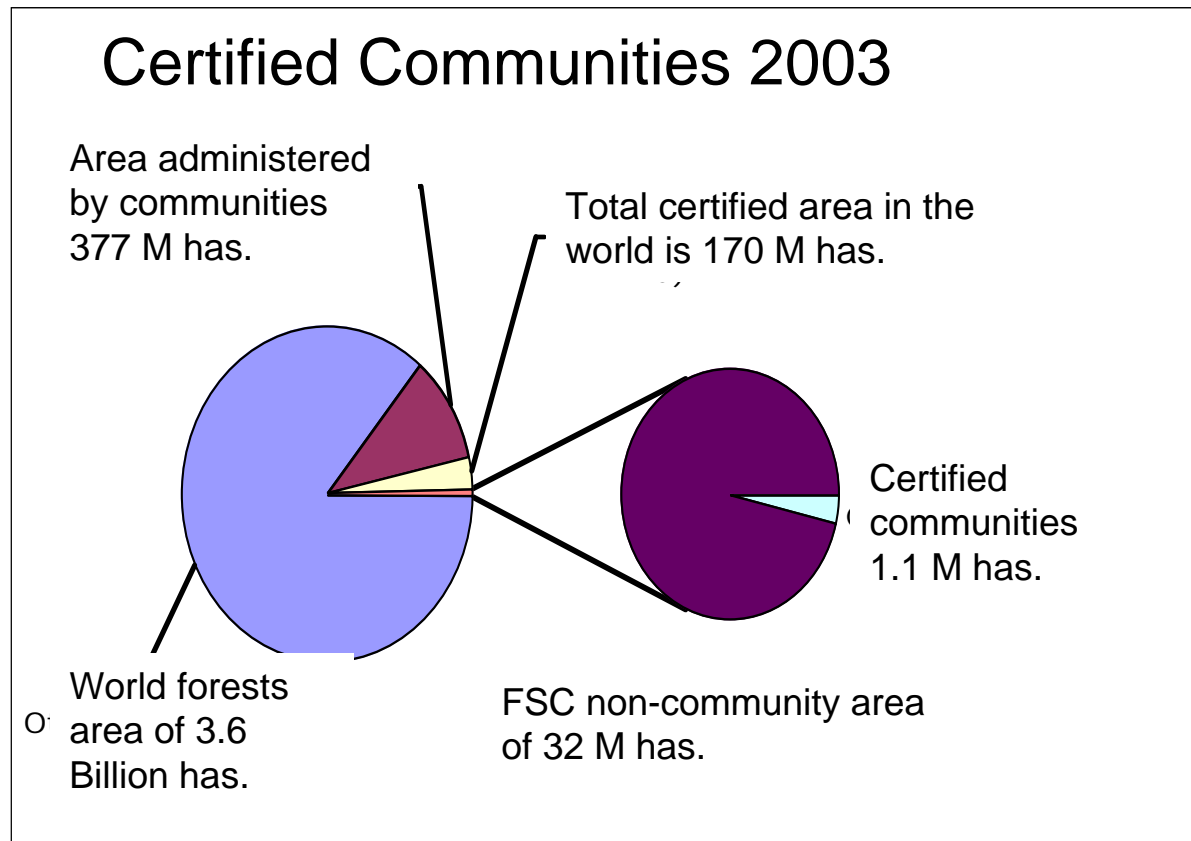 Certified Communities 2003
Area administered
by communities
377 M has.
Total certified area in the
world is 170 M has.
Certified
communities
1.1 M has.
World forests
area of 3.6
Billion has.
FSC non-community area
of 32 M has.